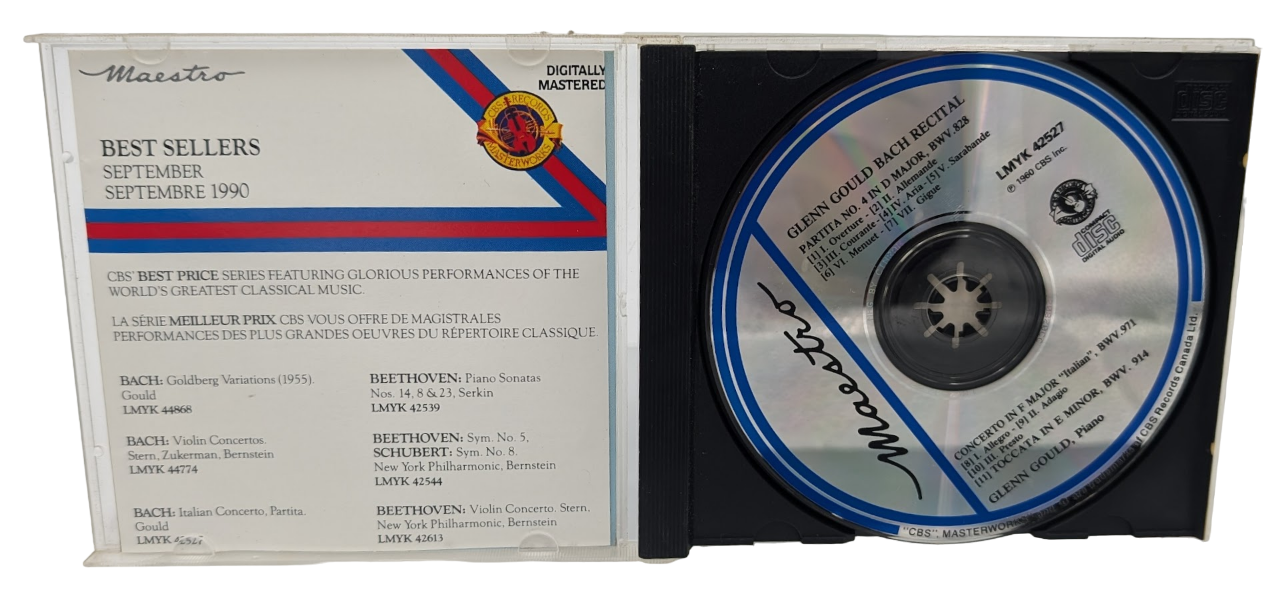 Maestro
DIGITALLY
MASTERED
CBS RECORDS
MASTERWORKS
BEST SELLERS
SEPTEMBER
SEPTEMBRE 1990
CBS' BEST PRICE SERIES FEATURING GLORIOUS PERFORMANCES OF THE
WORLD'S GREATEST CLASSICAL MUSIC.
LA SÉRIE MEILLEUR PRIX CBS VOUS OFFRE DE MAGISTRALES
PERFORMANCES DES PLUS GRANDES OEUVRES DU RÉPERTOIRE CLASSIQUE.
BACH: Goldberg Variations (1955).
Gould
LMYK 44868
BACH: Violin Concertos.
Stern, Zukerman, Bernstein
LMYK 44774
BACH: Italian Concerto, Partita.
Gould
LMYK 42527
BEETHOVEN: Piano Sonatas
Nos. 14, 8 & 23, Serkin
LMYK 42539
BEETHOVEN: Sym. No. 5,
SCHUBERT: Sym. No. 8.
New York Philharmonic, Bernstein
LMYK 42544
BEETHOVEN: Violin Concerto. Stern,
New York Philharmonic, Bernstein
LMYK 42613
GLENN GOULD BACH RECITAL
PARTITA NO. 4 IN D MAJOR, BWV. 828
[1] I. Overture - [2] II. Allemande
[3] III. Courante - [4] IV. Aria - [5] V. Sarabande
[6] VI. Menuet - [7] VII. Gigue
LMYK 42527
℗ 1960 CBS Inc.
COMPACT
disc
DIGITAL AUDIO
Maestro
CONCERTO IN F MAJOR "Italian", BWV.971
[8] I. Allegro - [9] II. Adagio
[10] III. Presto
[11] TOCCATA IN E MINOR, BWV. 914
GLENN GOULD, Piano
"CBS", MASTERWOR
of CBS Records Canada Ltd.
disc